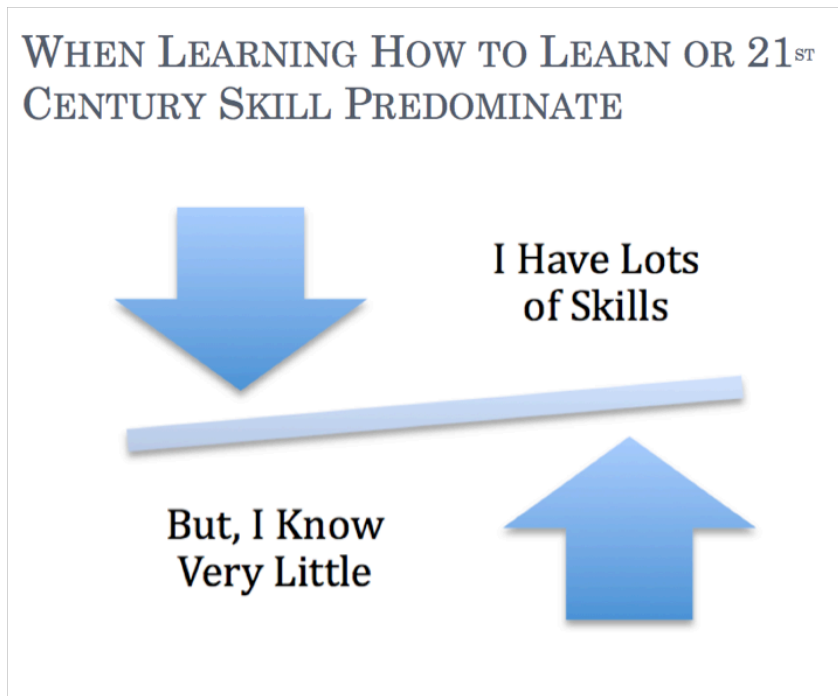 WHEN LEARNING HOW TO LEARN OR 21ST
CENTURY SKILL PREDOMINATE
I Have Lots
of Skills
But, I Know
Very Little